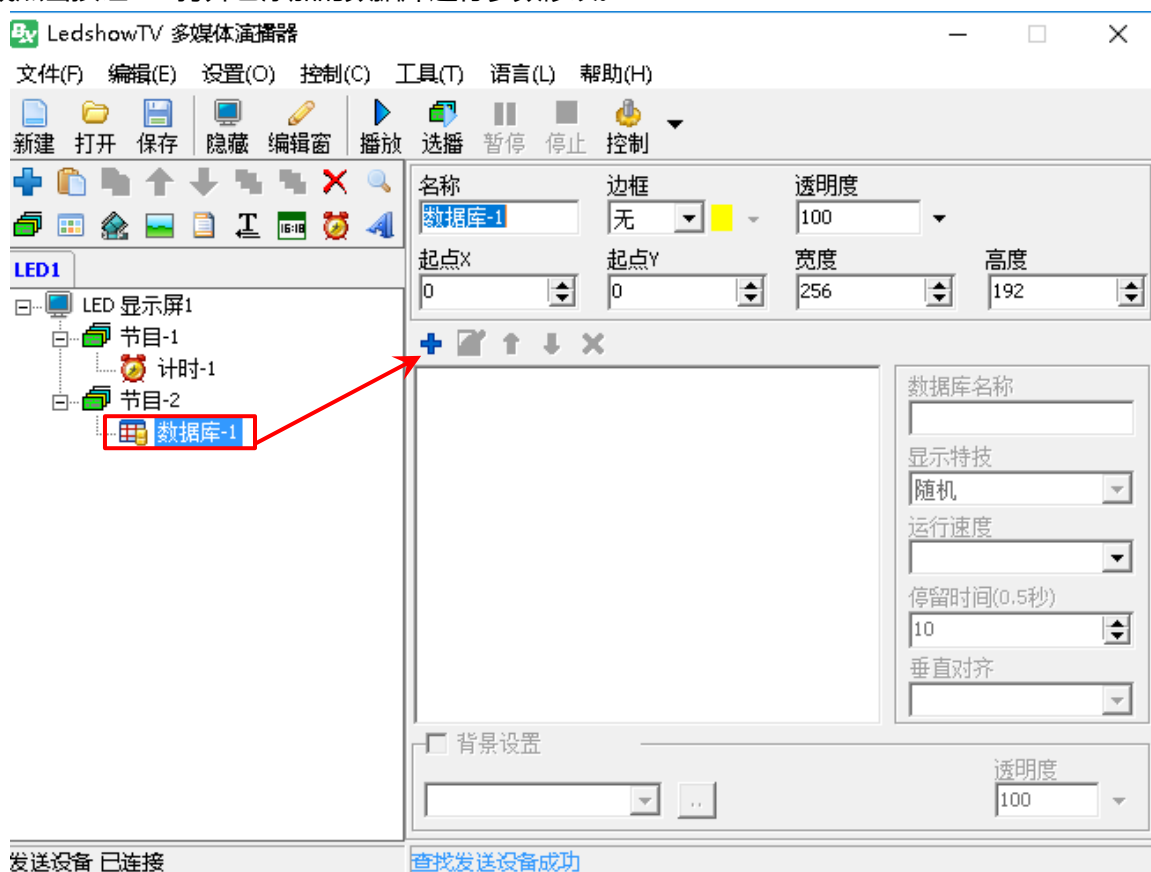 LedshowTV 多媒体演播器
文件(F) 编辑(E) 设置(O) 控制(C) 工具(T) 语言(L) 帮助(H)
新建 打开 保存 隐藏 编辑窗 播放 选播 暂停 停止 控制
16:18
LED1
LED 显示屏1
节目-1
计时-1
节目-2
数据库-1
名称 边框 透明度
数据库-1 无 100
起点X 起点Y 宽度 高度
0 0 256 192
数据库名称
显示特技
随机
运行速度
停留时间(0.5秒)
10
垂直对齐
背景设置
透明度
.. 100
发送设备 已连接 查找发送设备成功